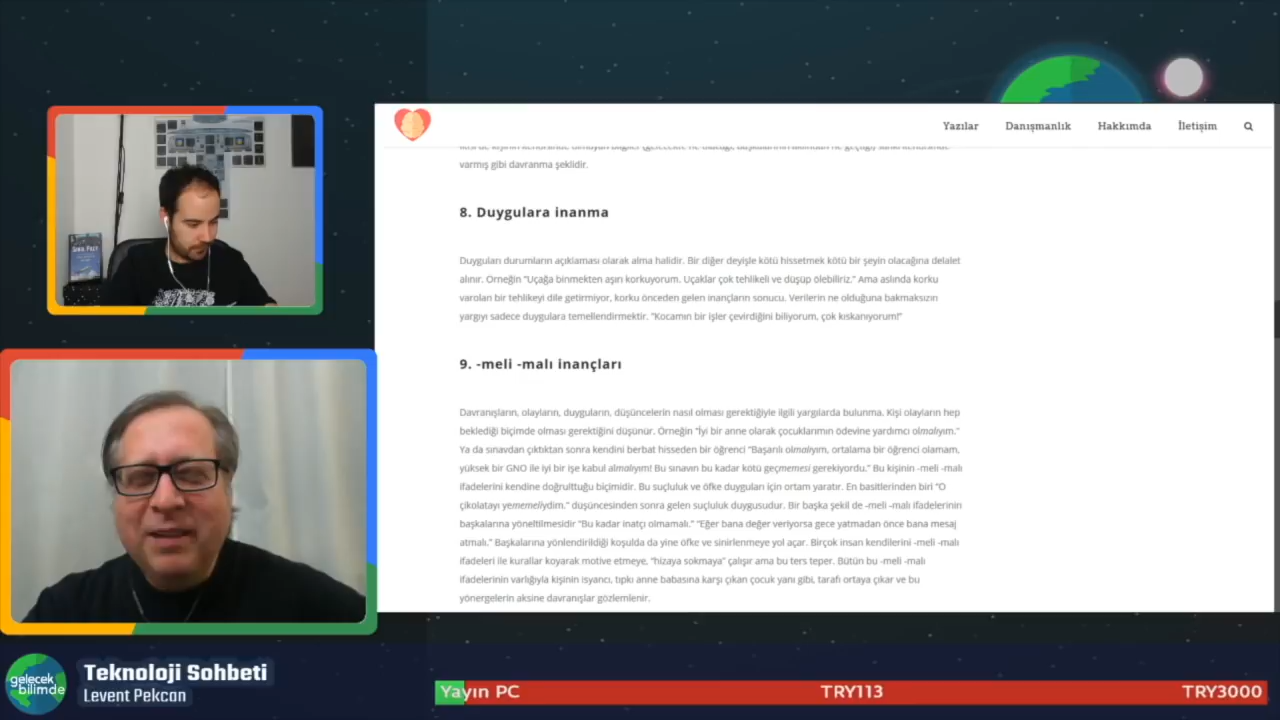 Yazılar Danışmanlık Hakkımda İletişim
varmış gibi davranma şeklidir.
8. Duygulara inanma
Duyguları durumların açıklaması olarak alma halidir. Bir diğer deyişle kötü hissetmek kötü bir şeyin olacağına delalet
alınır. Örneğin "Uçağa binmekten aşırı korkuyorum. Uçaklar çok tehlikeli ve düşüp ölebiliriz." Ama aslında korku
varolan bir tehlikeyi dile getirmiyor, korku önceden gelen inançların sonucu. Verilerin ne olduğuna bakmaksızın
yargıyı sadece duygulara temellendirmektir. "Kocamın bir işler çevirdiğini biliyorum, çok kıskanıyorum!"
9. -meli -malı inançları
Davranışların, olayların, duyguların, düşüncelerin nasıl olması gerektiğiyle ilgili yargılarda bulunma. Kişi olayların hep
beklediği biçimde olması gerektiğini düşünür. Örneğin "İyi bir anne olarak çocuklarımın ödevine yardımcı olmalıyım."
Ya da sınavdan çıktıktan sonra kendini berbat hisseden bir öğrenci "Başarılı olmalıyım, ortalama bir öğrenci olamam,
yüksek bir GNO ile iyi bir işe kabul almalıyım! Bu sınavın bu kadar kötü geçmemesi gerekiyordu." Bu kişinin -meli -malı
ifadelerini kendine doğrulttuğu biçimidir. Bu suçluluk ve öfke duyguları için ortam yaratır. En basitlerinden biri "O
çikolatayı yememeliydim." düşüncesinden sonra gelen suçluluk duygusudur. Bir başka şekil de -meli -malı ifadelerinin
başkalarına yöneltilmesidir "Bu kadar inatçı olmamalı." "Eğer bana değer veriyorsa gece yatmadan önce bana mesaj
atmalı." Başkalarına yönlendirildiği koşulda da yine öfke ve sinirlenmeye yol açar. Birçok insan kendilerini -meli -malı
ifadeleri ile kurallar koyarak motive etmeye, "hizaya sokmaya" çalışır ama bu ters teper. Bütün bu -meli -malı
ifadelerinin varlığıyla kişinin isyancı, tıpkı anne babasına karşı çıkan çocuk yanı gibi, tarafı ortaya çıkar ve bu
yönergelerin aksine davranışlar gözlemlenir.
gelecek
bilimde
Teknoloji Sohbeti
Levent Pekcan
Yayın PC TRY113 TRY3000